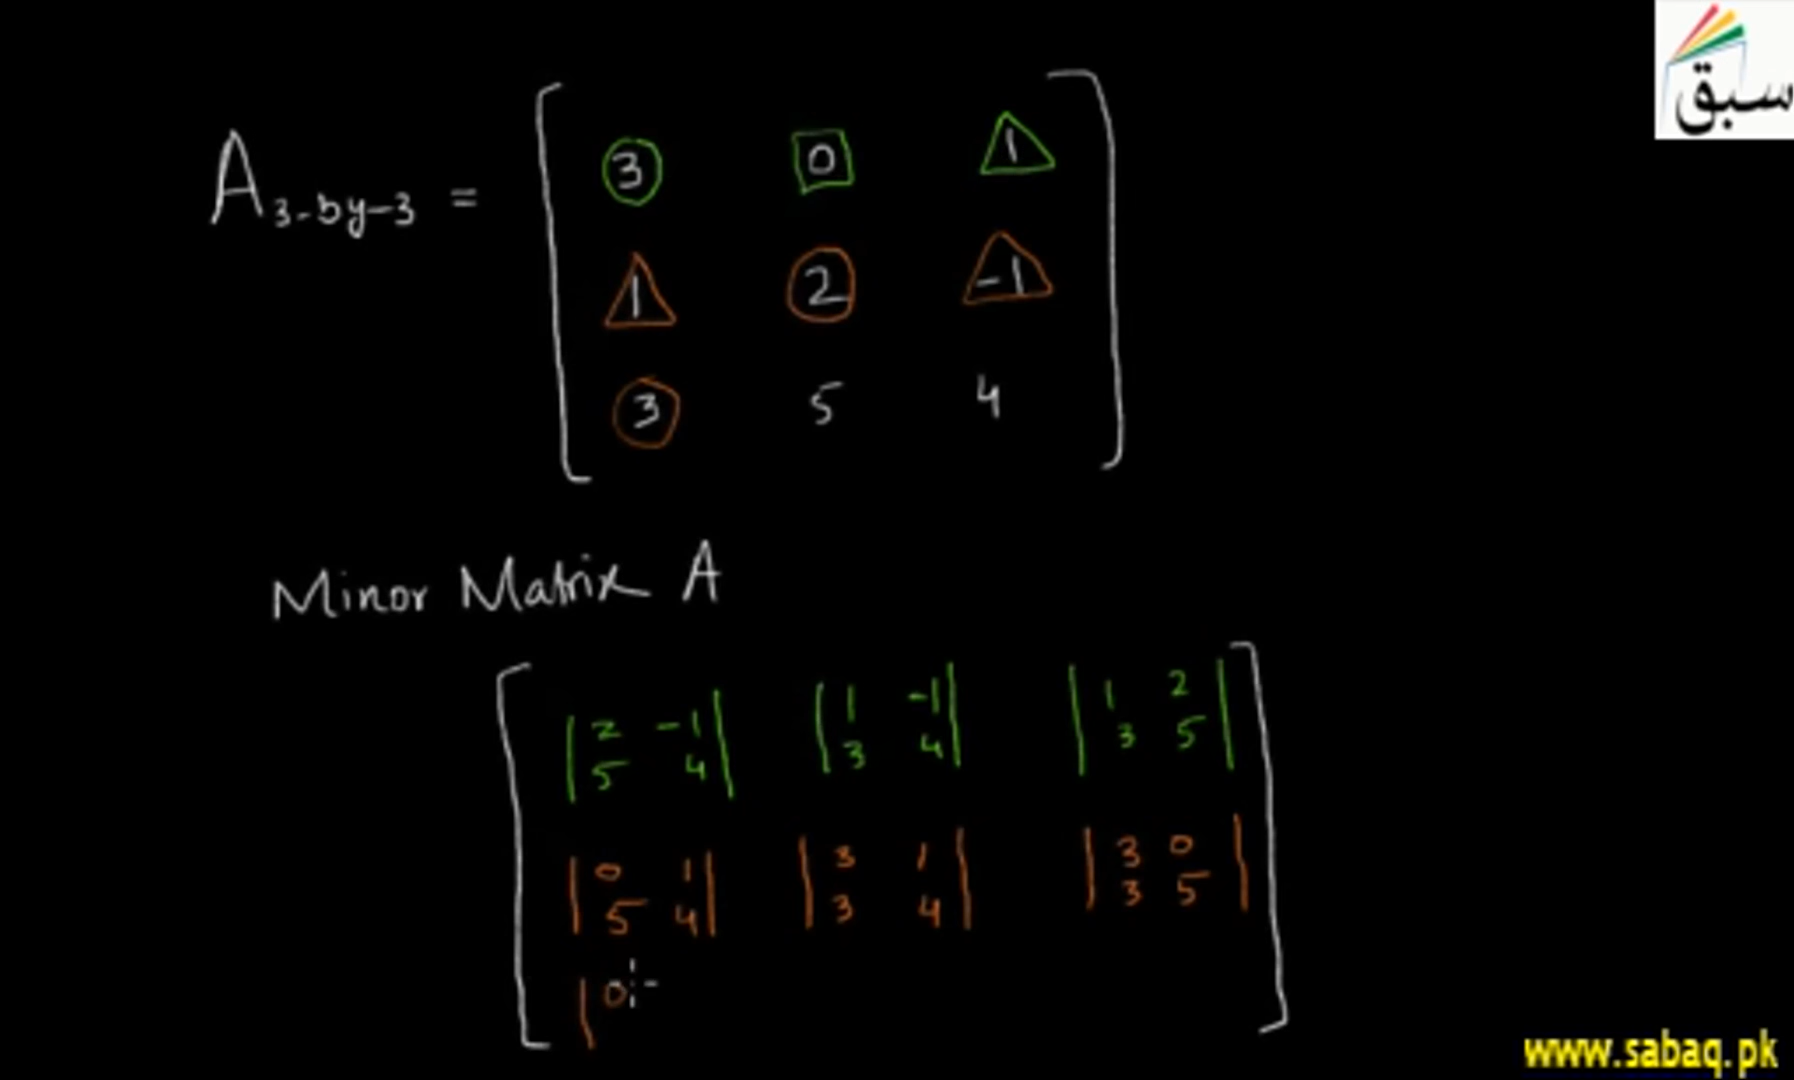 سبق
A3-by-3 =
3 0 1
1 2 -1
3 5 4
Minor Matrix A
| 2 -1 | | 1 -1 | | 1 2 |
| 5 4 | | 3 4 | | 3 5 |
| 0 1 | | 3 1 | | 3 0 |
| 5 4 | | 3 4 | | 3 5 |
| 0
www.sabaq.pk